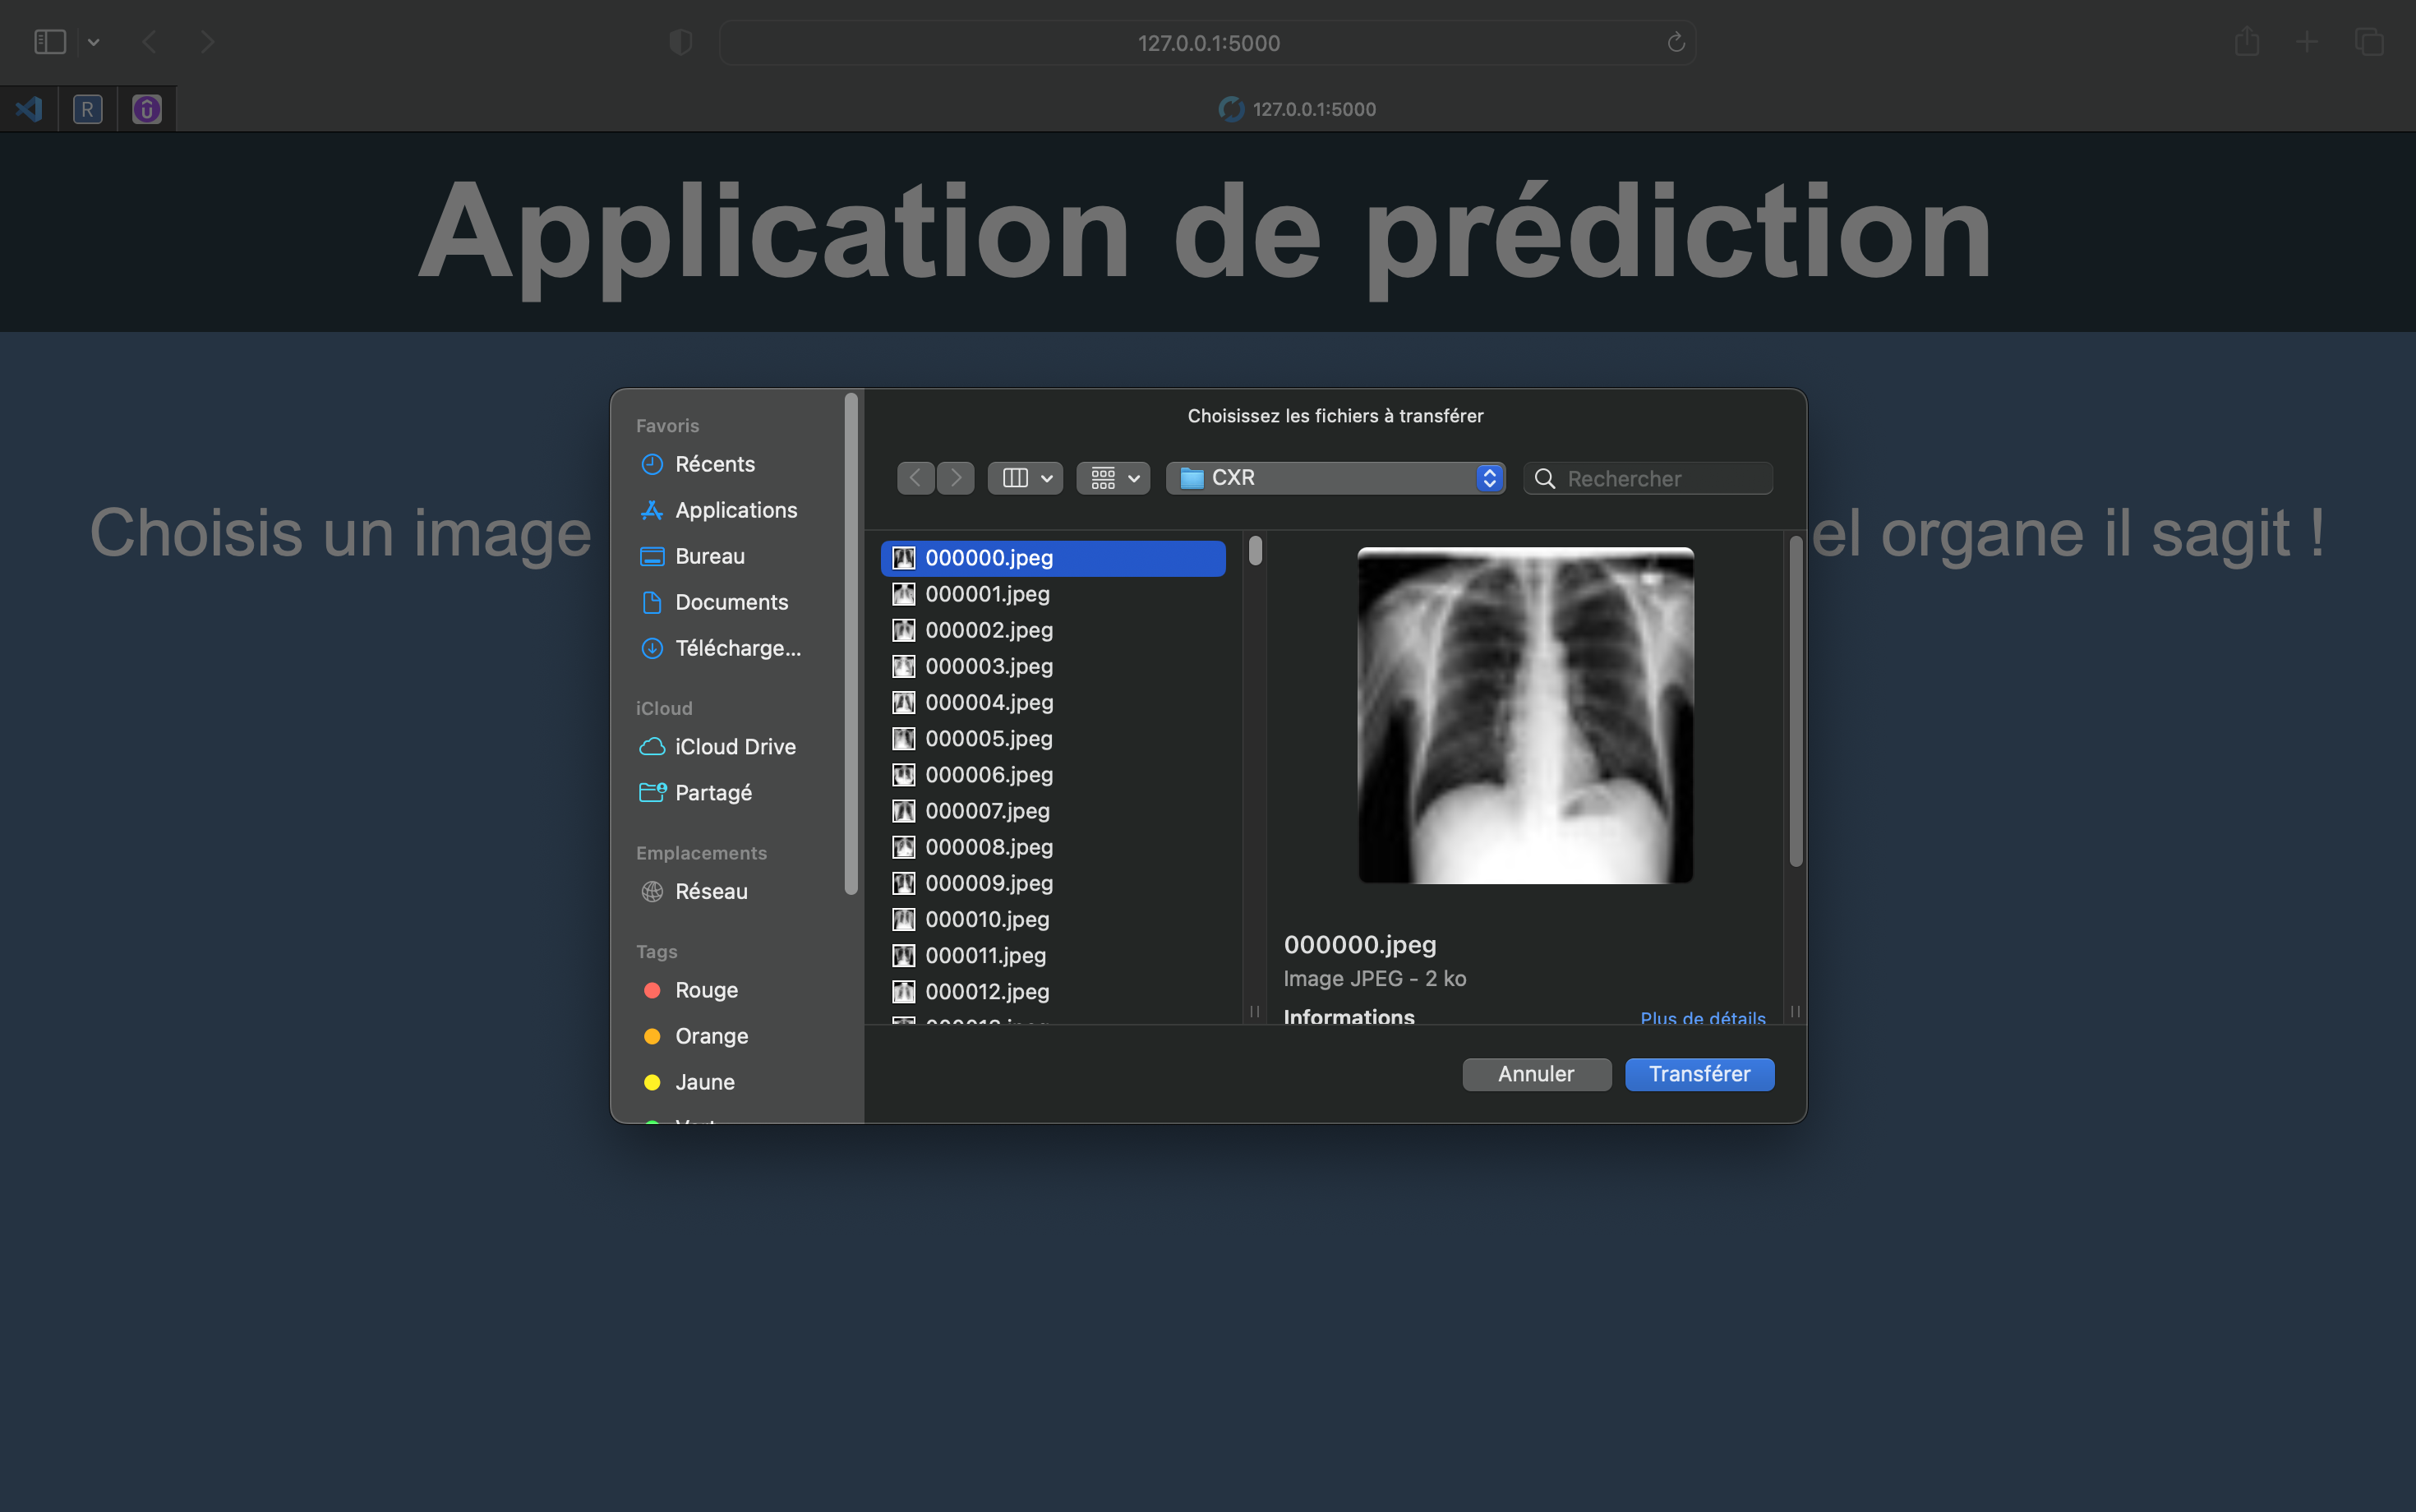 127.0.0.1:5000
R
û
127.0.0.1:5000
Application de prédiction
Choisis un image
el organe il sagit !
Choisissez les fichiers à transférer
Favoris
Récents
Applications
Bureau
Documents
Télécharge...
iCloud
iCloud Drive
Partagé
Emplacements
Réseau
Tags
Rouge
Orange
Jaune
CXR
Rechercher
000000.jpeg
000001.jpeg
000002.jpeg
000003.jpeg
000004.jpeg
000005.jpeg
000006.jpeg
000007.jpeg
000008.jpeg
000009.jpeg
000010.jpeg
000011.jpeg
000012.jpeg
000000.jpeg
Image JPEG - 2 ko
Informations
Plus de détails
Annuler
Transférer